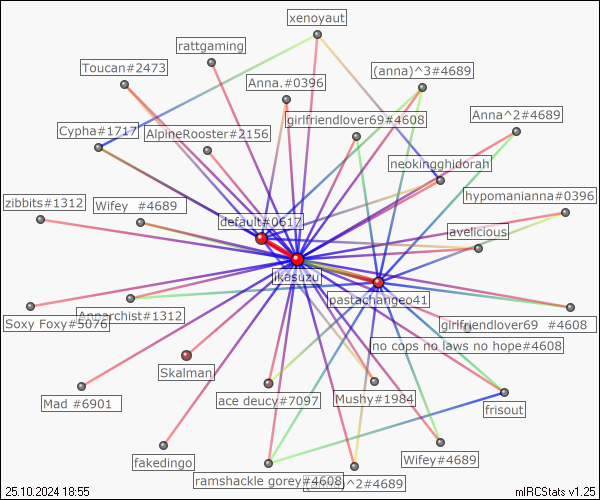 xenoyaut
rattgaming
Toucan#2473
(anna)^3#4689
Anna.#0396
Anna^2#4689
girlfriendlover69#4608
Cypha#1717
AlpineRooster#2156
neokingghidorah
hypomanianna#0396
zibbits#1312
Wifey #4689
default#0617
avelicious
ikasuzu
pastachangeo41
Soxy Foxy#5076
Anparchist#1312
girlfriendlover69 #4608
no cops no laws no hope#4608
Skalman
ace deucy#7097
Mushy#1984
Mad #6901
frisout
fakedingo
Wifey#4689
ramshackle gorey#4608
)^2#4689
25.10.2024 18:55
mIRCStats v1.25